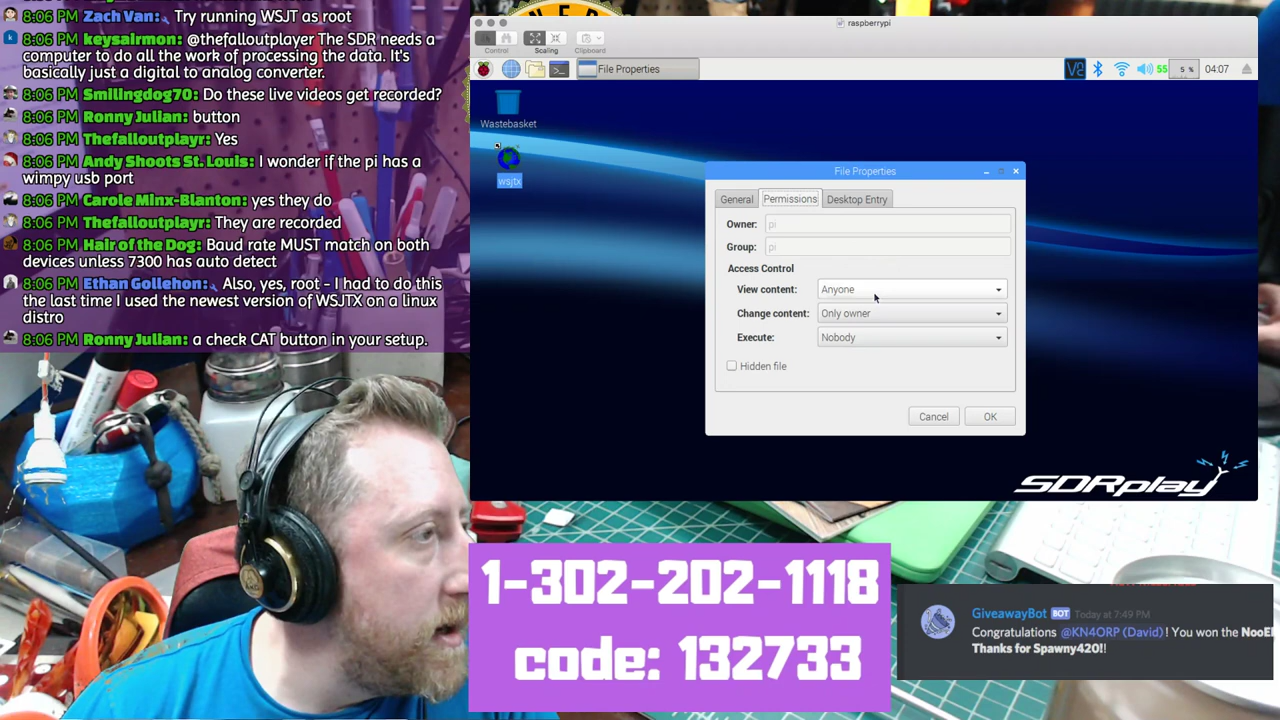 8:06 PM Zach Van: Try running WSJT as root
8:06 PM keysairmon: @thefalloutplayer The SDR needs a
computer to do all the work of processing the data. It's
basically just a digital to analog converter.
8:06 PM Smilingdog70: Do these live videos get recorded?
8:06 PM Ronny Julian: button
8:06 PM Thefalloutplayr: Yes
8:06 PM Andy Shoots St. Louis: I wonder if the pi has a
wimpy usb port
8:06 PM Carole Minx-Blanton: yes they do
8:06 PM Thefalloutplayr: They are recorded
8:06 PM Hair of the Dog: Baud rate MUST match on both
devices unless 7300 has auto detect
8:06 PM Ethan Gollehon: Also, yes, root - I had to do this
the last time I used the newest version of WSJTX on a linux
distro
8:06 PM Ronny Julian: a check CAT button in your setup.
raspberrypi
Control
Scaling
Clipboard
File Properties
55
5 %
04:07
Wastebasket
wsjtx
File Properties
General
Permissions
Desktop Entry
Owner: pi
Group: pi
Access Control
View content: Anyone
Change content: Only owner
Execute: Nobody
Hidden file
Cancel
OK
SDRplay
1-302-202-1118
code: 132733
GiveawayBot BOT Today at 7:49 PM
Congratulations @KN4ORP (David)! You won the
Thanks for Spawny420!!